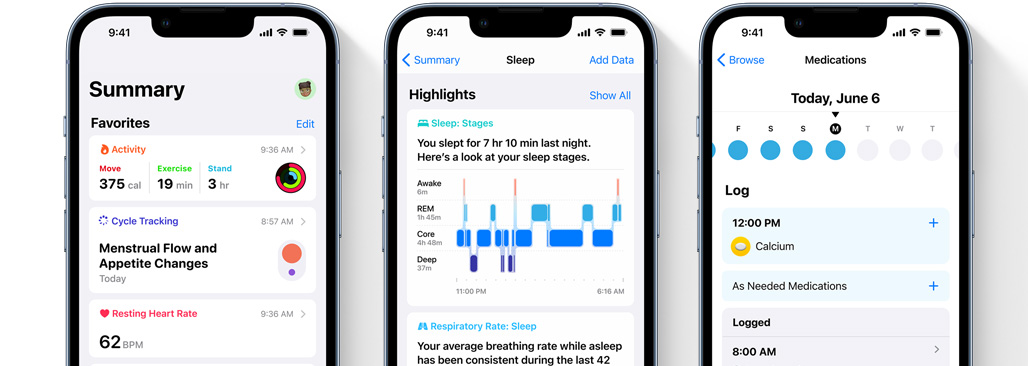 9:41
Summary
Favorites
Edit
Activity
9:36 AM
Move
Exercise
Stand
375 cal
19 min
3 hr
Cycle Tracking
8:57 AM
Menstrual Flow and
Appetite Changes
Today
Resting Heart Rate
9:36 AM
62 BPM
9:41
Summary
Sleep
Add Data
Highlights
Show All
Sleep: Stages
You slept for 7 hr 10 min last night.
Here's a look at your sleep stages.
Awake
6m
REM
1h 45m
Core
4h 48m
Deep
37m
11:00 PM
6:16 AM
Respiratory Rate: Sleep
Your average breathing rate while asleep
has been consistent during the last 42
9:41
Browse
Medications
Today, June 6
F S S M T W T
Log
12:00 PM
Calcium
As Needed Medications
Logged
8:00 AM